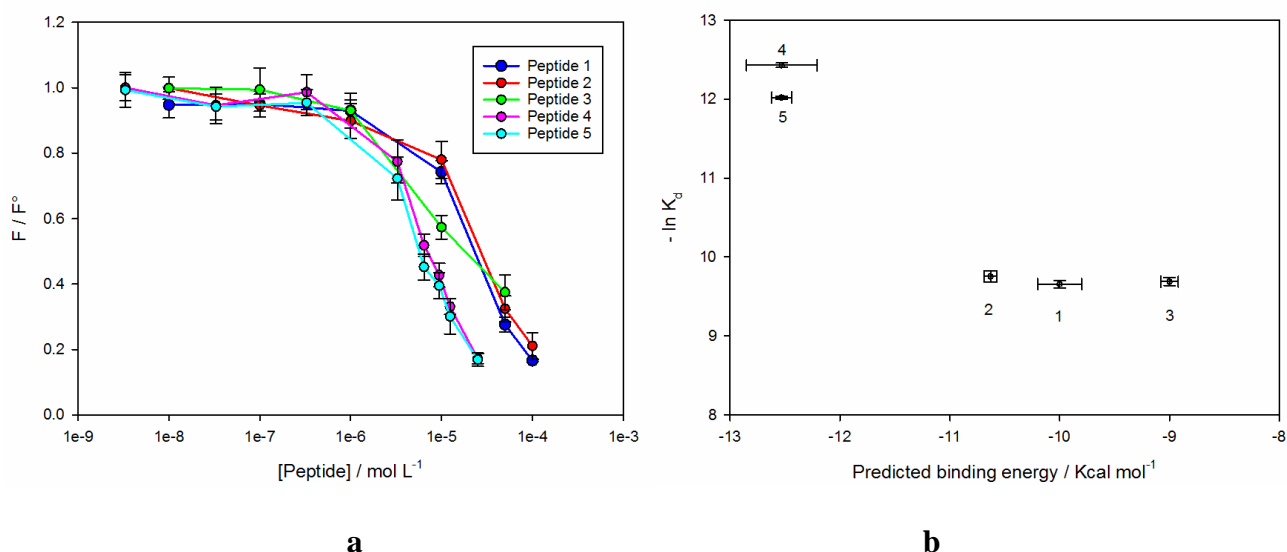 1.2
1.0
0.8
0.6
0.4
0.2
0.0
F / F°
Peptide 1
Peptide 2
Peptide 3
Peptide 4
Peptide 5
1e-9 1e-8 1e-7 1e-6 1e-5 1e-4 1e-3
[Peptide] / mol L⁻¹
a
13
12
11
10
9
8
- ln K_d
4
5
2
1
3
-13 -12 -11 -10 -9 -8
Predicted binding energy / Kcal mol⁻¹
b